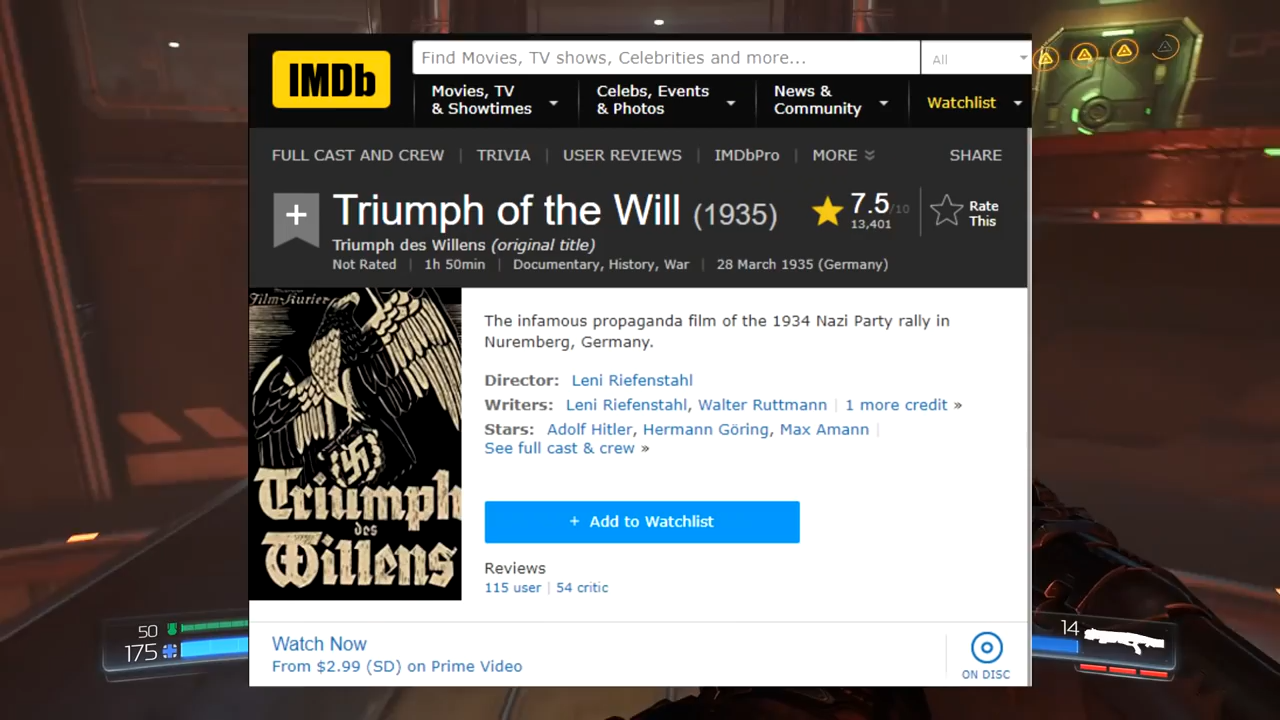 IMDb
Find Movies, TV shows, Celebrities and more...
All
Movies, TV
& Showtimes
Celebs, Events
& Photos
News &
Community
Watchlist
FULL CAST AND CREW
TRIVIA
USER REVIEWS
IMDbPro
MORE
SHARE
+
Triumph of the Will (1935)
7.5/10
13,401
Rate
This
Triumph des Willens (original title)
Not Rated | 1h 50min | Documentary, History, War | 28 March 1935 (Germany)
Film-Kurier
Triumph
des
Willens
The infamous propaganda film of the 1934 Nazi Party rally in
Nuremberg, Germany.
Director: Leni Riefenstahl
Writers: Leni Riefenstahl, Walter Ruttmann | 1 more credit »
Stars: Adolf Hitler, Hermann Göring, Max Amann |
See full cast & crew »
+ Add to Watchlist
Reviews
115 user | 54 critic
Watch Now
From $2.99 (SD) on Prime Video
ON DISC
50
175
14